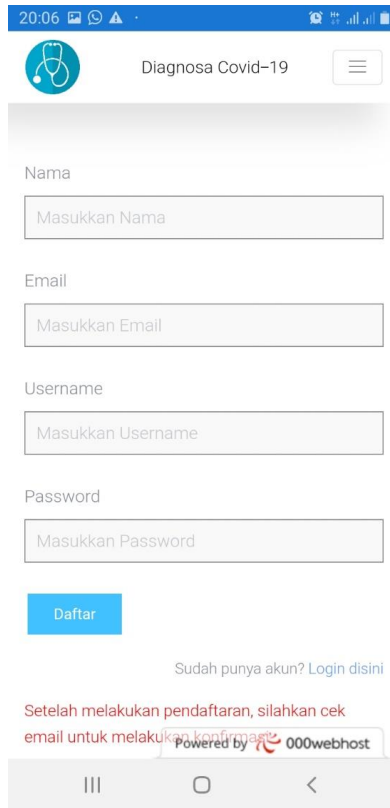 20:06
Diagnosa Covid-19
Nama
Masukkan Nama
Email
Masukkan Email
Username
Masukkan Username
Password
Masukkan Password
Daftar
Sudah punya akun? Login disini
Setelah melakukan pendaftaran, silahkan cek
email untuk melakukan konfirmasi
Powered by 000webhost